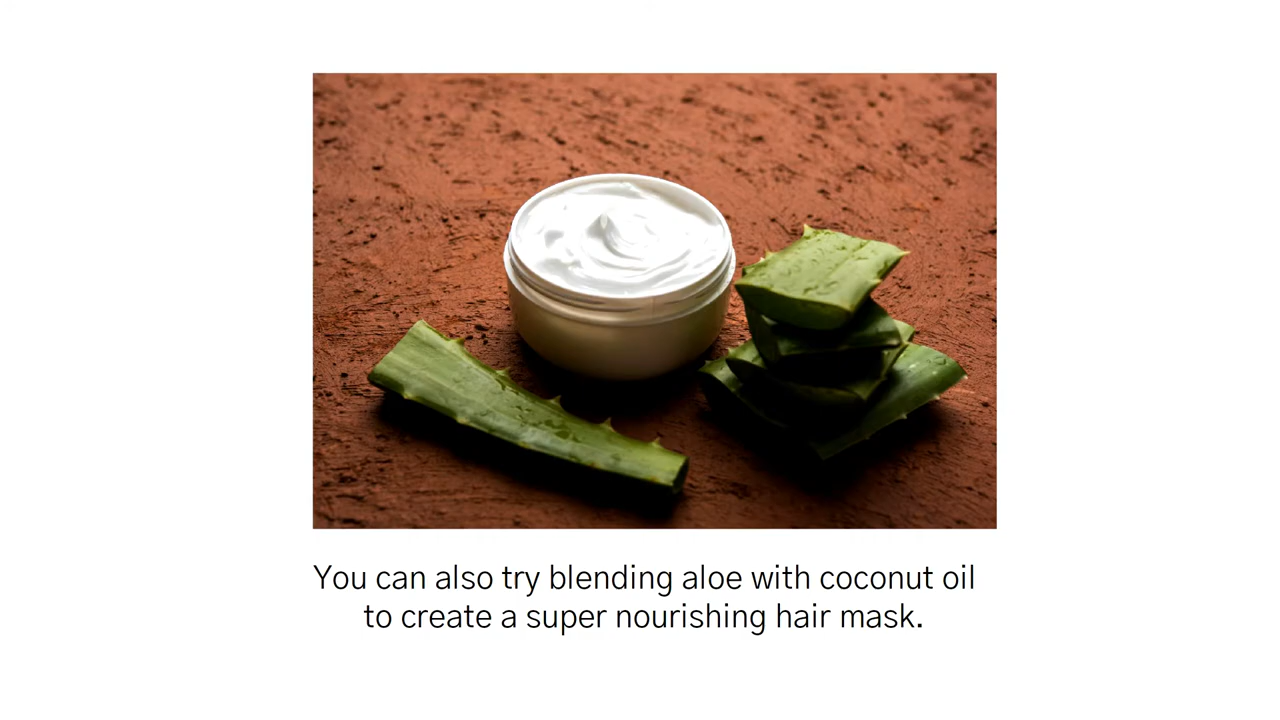 You can also try blending aloe with coconut oil
to create a super nourishing hair mask.